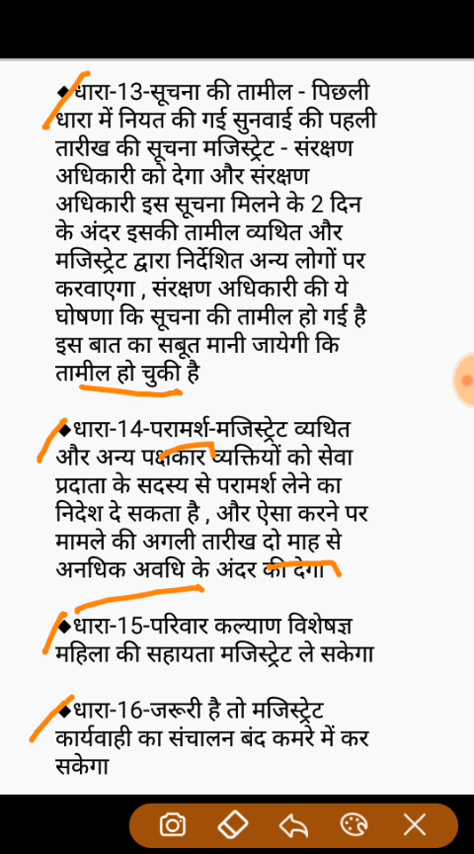 ◆धारा-13-सूचना की तामील - पिछली
धारा में नियत की गई सुनवाई की पहली
तारीख की सूचना मजिस्ट्रेट - संरक्षण
अधिकारी को देगा और संरक्षण
अधिकारी इस सूचना मिलने के 2 दिन
के अंदर इसकी तामील व्यथित और
मजिस्ट्रेट द्वारा निर्देशित अन्य लोगों पर
करवाएगा , संरक्षण अधिकारी की ये
घोषणा कि सूचना की तामील हो गई है
इस बात का सबूत मानी जायेगी कि
तामील हो चुकी है
◆धारा-14-परामर्श-मजिस्ट्रेट व्यथित
और अन्य पक्षकार व्यक्तियों को सेवा
प्रदाता के सदस्य से परामर्श लेने का
निदेश दे सकता है , और ऐसा करने पर
मामले की अगली तारीख दो माह से
अनधिक अवधि के अंदर की देगा
◆धारा-15-परिवार कल्याण विशेषज्ञ
महिला की सहायता मजिस्ट्रेट ले सकेगा
◆धारा-16-जरूरी है तो मजिस्ट्रेट
कार्यवाही का संचालन बंद कमरे में कर
सकेगा